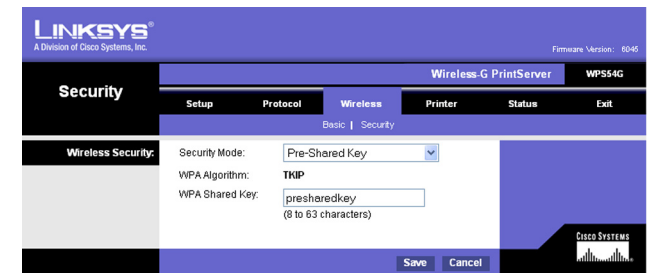 LINKSYS®
A Division of Cisco Systems, Inc.
Firmware Version: 6045
Wireless-G PrintServer WPS54G
Security
Setup Protocol Wireless Printer Status Exit
Basic | Security
Wireless Security:
Security Mode: Pre-Shared Key
WPA Algorithm: TKIP
WPA Shared Key: presharedkey
(8 to 63 characters)
CISCO SYSTEMS
Save Cancel